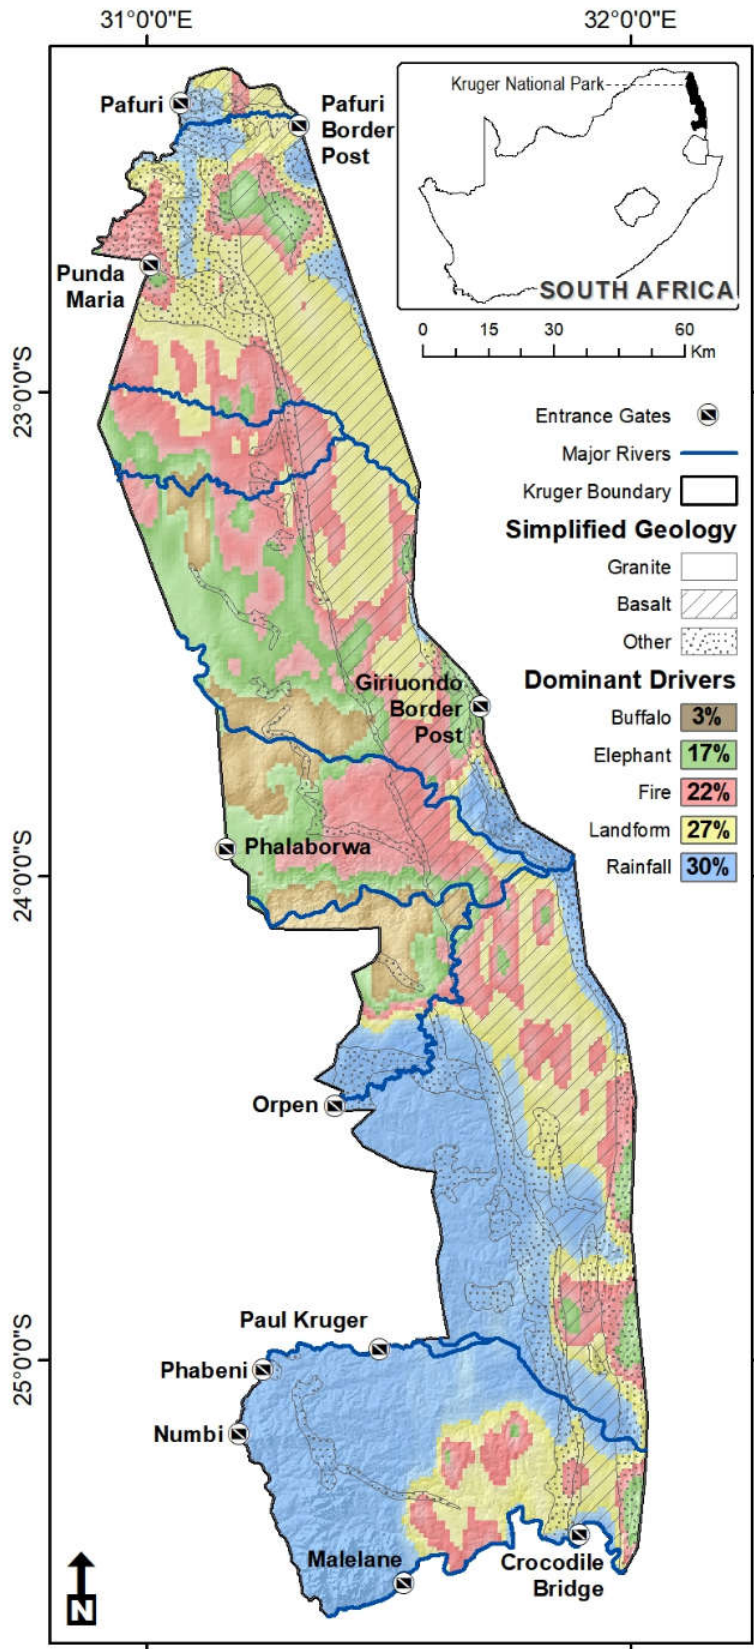 31°0'0"E
32°0'0"E
Kruger National Park
SOUTH AFRICA
0 15 30 60
Km
Pafuri
Pafuri
Border
Post
Punda
Maria
23°0'0"S
Entrance Gates
Major Rivers
Kruger Boundary
Simplified Geology
Granite
Basalt
Other
Dominant Drivers
Buffalo 3%
Elephant 17%
Fire 22%
Landform 27%
Rainfall 30%
Giriuondo
Border
Post
Phalaborwa
24°0'0"S
Orpen
Paul Kruger
25°0'0"S
Phabeni
Numbi
Malelane
Crocodile
Bridge
N